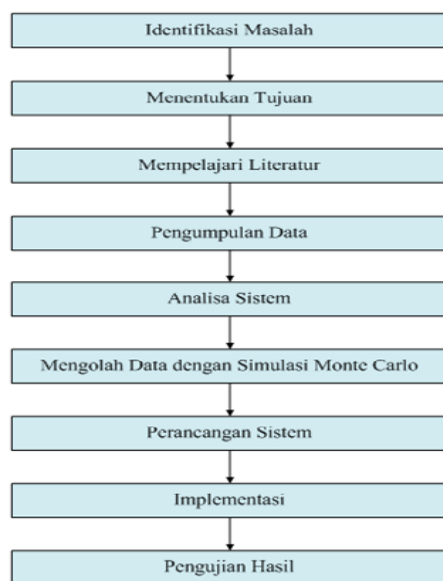 Identifikasi Masalah
Menentukan Tujuan
Mempelajari Literatur
Pengumpulan Data
Analisa Sistem
Mengolah Data dengan Simulasi Monte Carlo
Perancangan Sistem
Implementasi
Pengujian Hasil